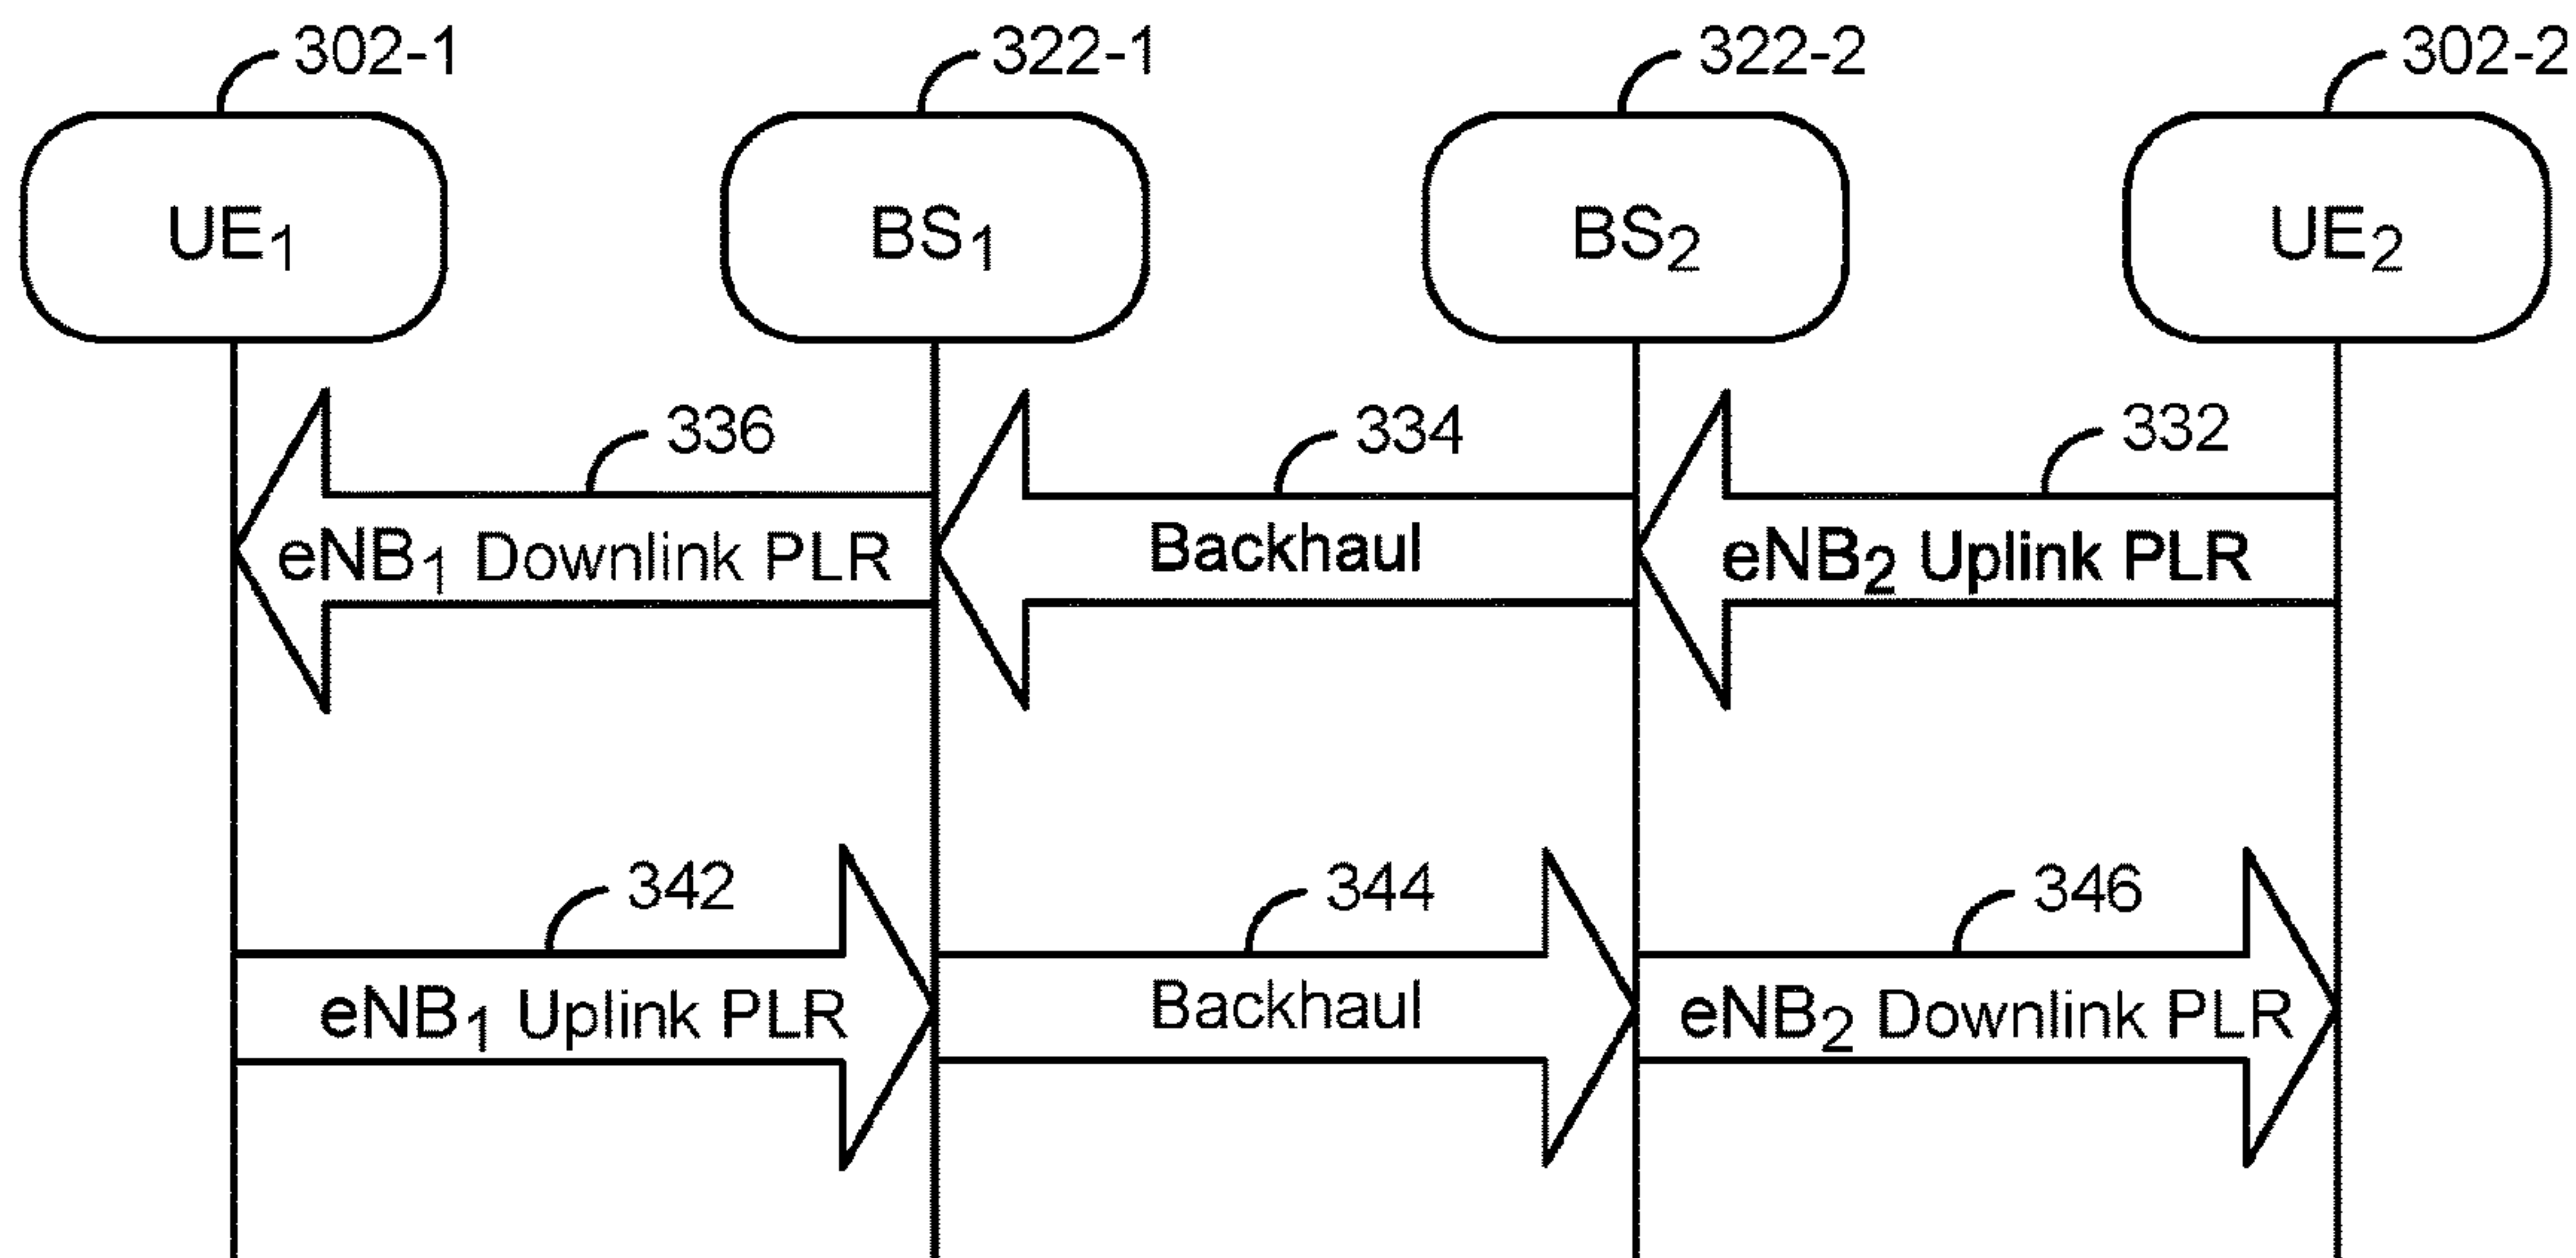 302-1 322-1 322-2 302-2
UE1 BS1 BS2 UE2
336 334 332
eNB1 Downlink PLR Backhaul eNB2 Uplink PLR
342 344 346
eNB1 Uplink PLR Backhaul eNB2 Downlink PLR